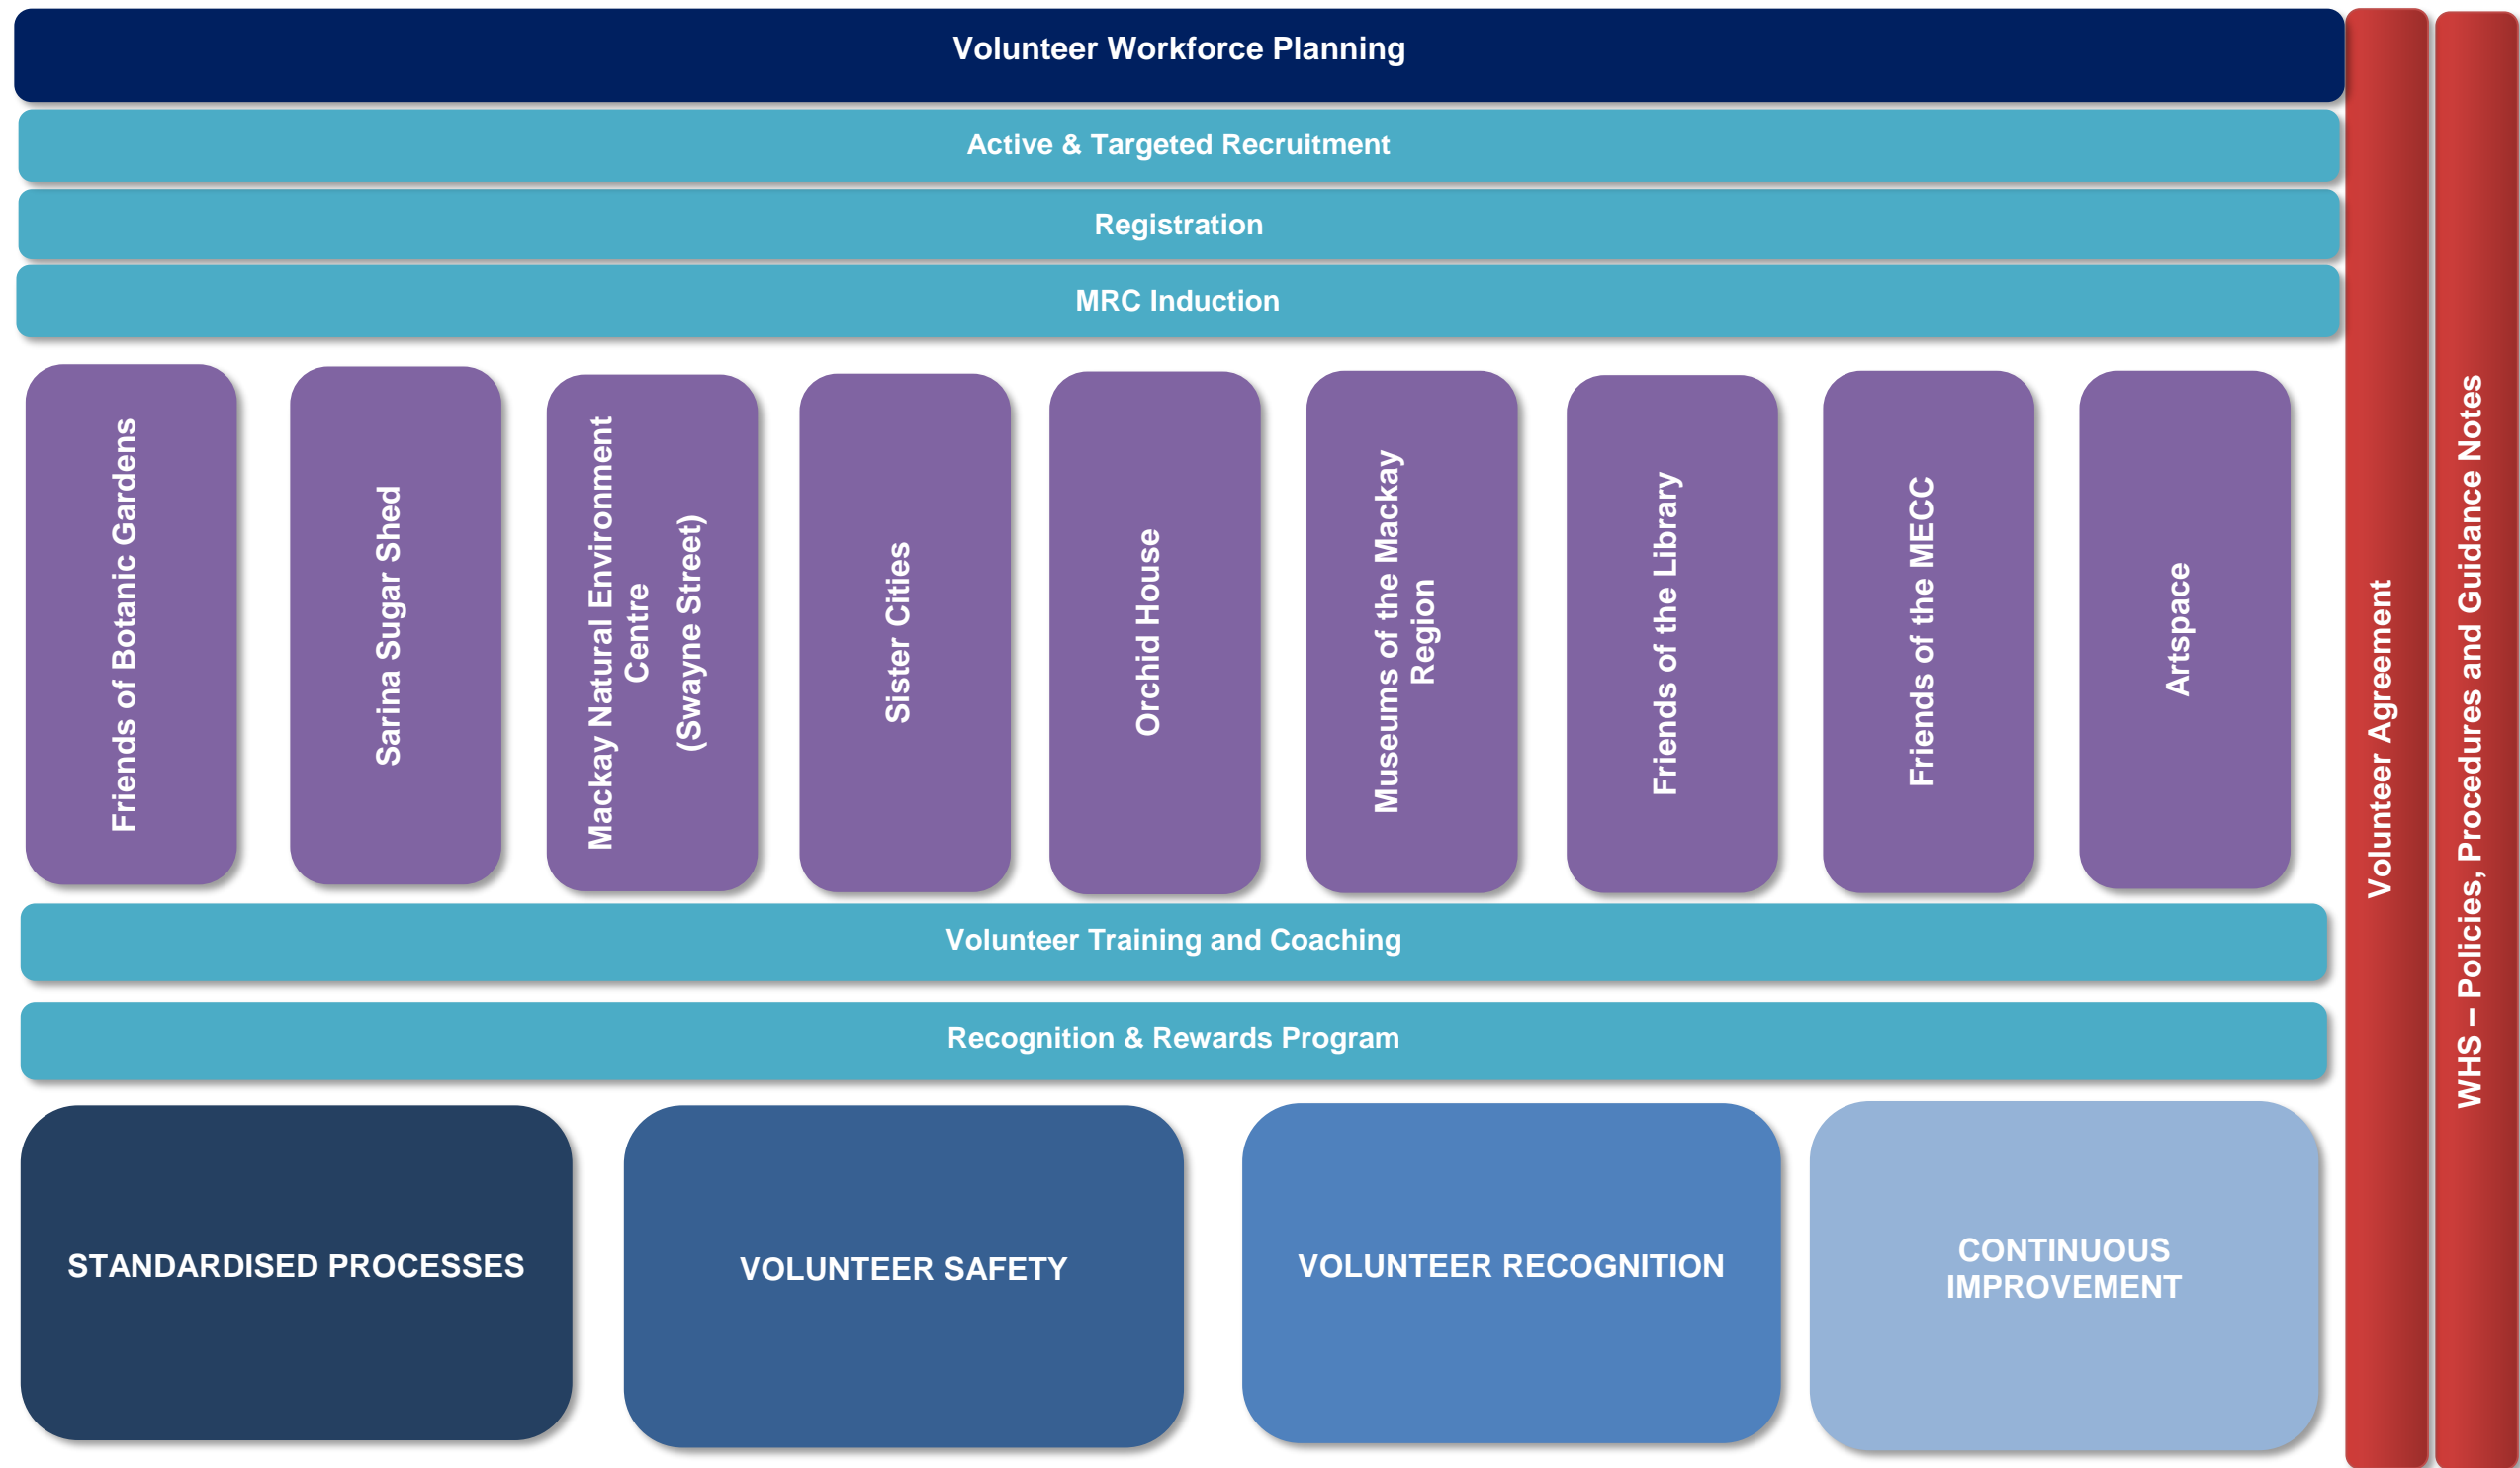 Volunteer Workforce Planning
Active & Targeted Recruitment
Registration
MRC Induction
Friends of Botanic Gardens
Sarina Sugar Shed
Mackay Natural Environment
Centre
(Swayne Street)
Sister Cities
Orchid House
Museums of the Mackay
Region
Friends of the Library
Friends of the MECC
Artspace
Volunteer Training and Coaching
Recognition & Rewards Program
STANDARDISED PROCESSES
VOLUNTEER SAFETY
VOLUNTEER RECOGNITION
CONTINUOUS
IMPROVEMENT
Volunteer Agreement
WHS – Policies, Procedures and Guidance Notes